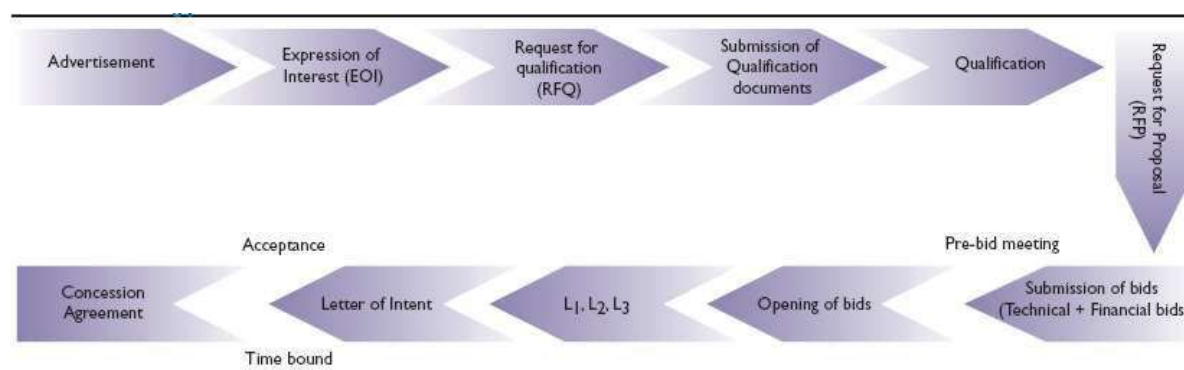 Advertisement
Expression of
Interest (EOI)
Request for
qualification
(RFQ)
Submission of
Qualification
documents
Qualification
Request for Proposal
(RFP)
Pre-bid meeting
Submission of bids
(Technical + Financial bids
Opening of bids
L1, L2, L3
Letter of Intent
Acceptance
Time bound
Concession
Agreement